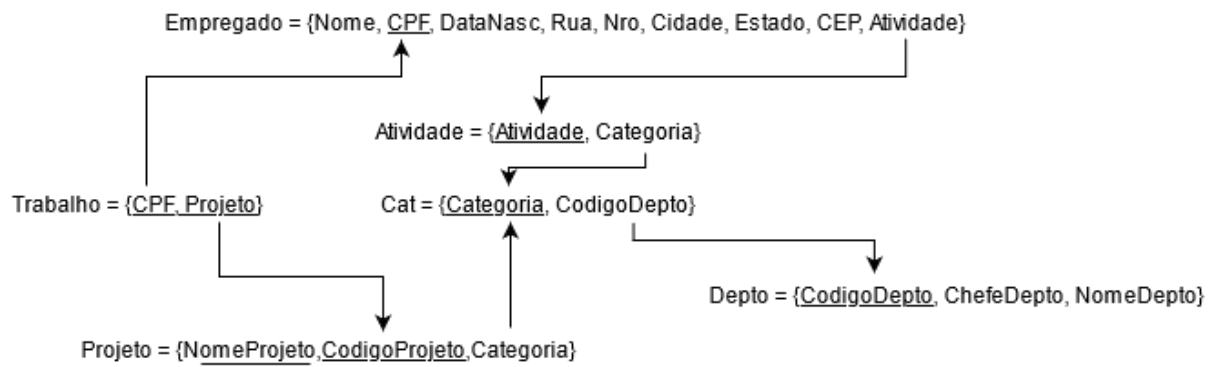 Empregado = {Nome, CPF, DataNasc, Rua, Nro, Cidade, Estado, CEP, Atividade}
Atividade = {Atividade, Categoria}
Trabalho = {CPF, Projeto}
Cat = {Categoria, CodigoDepto}
Depto = {CodigoDepto, ChefeDepto, NomeDepto}
Projeto = {NomeProjeto,CodigoProjeto,Categoria}